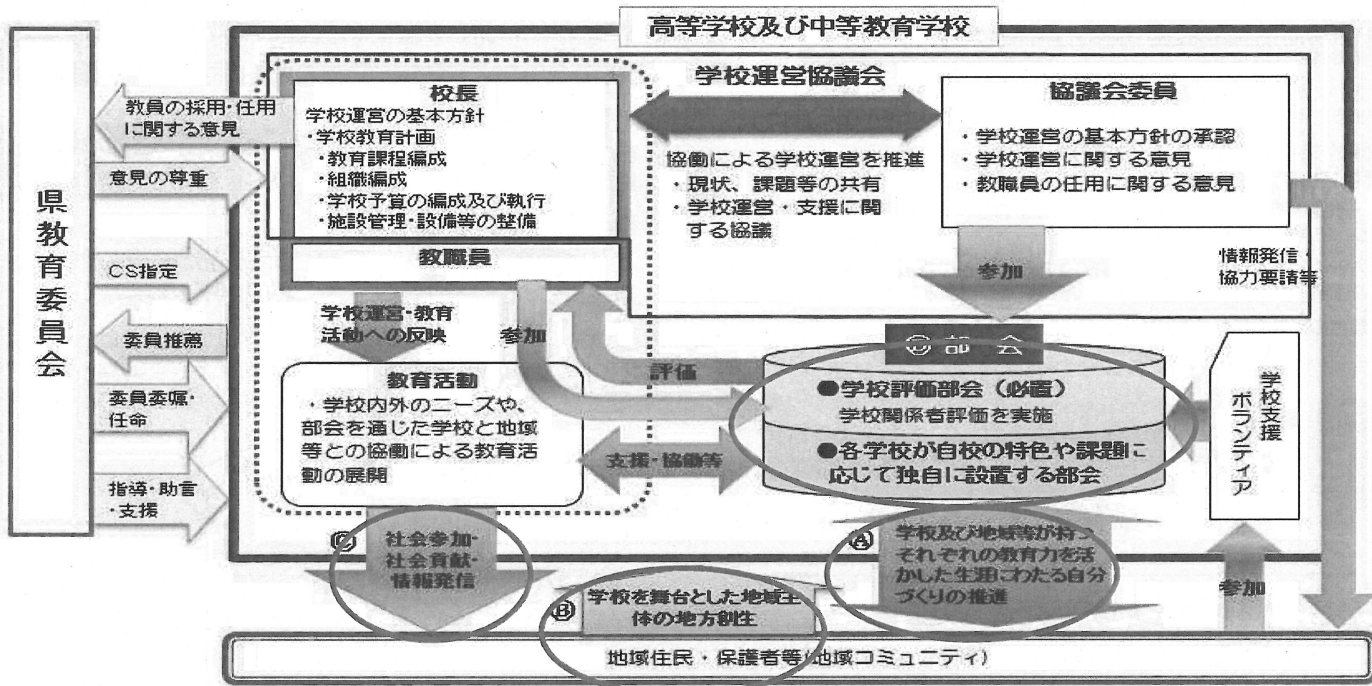 高等学校及び中等教育学校
県教育委員会
教員の採用・任用
に関する意見
意見の尊重
CS指定
委員推薦
委員委嘱・
任命
指導・助言
・支援
校長
学校運営の基本方針
・学校教育計画
・教育課程編成
・組織編成
・学校予算の編成及び執行
・施設管理・設備等の整備
教職員
学校運営協議会
協働による学校運営を推進
・現状、課題等の共有
・学校運営・支援に関
する協議
協議会委員
・学校運営の基本方針の承認
・学校運営に関する意見
・教職員の任用に関する意見
参加
情報発信・
協力要請等
学校運営・教育
活動への反映
参加
評価
教育活動
・学校内外のニーズや、
部会を通じた学校と地域
等との協働による教育活
動の展開
支援・協働等
部 会
●学校評価部会（必置）
学校関係者評価を実施
●各学校が自校の特色や課題に
応じて独自に設置する部会
学校支援
ボランティア
参加
Ⓒ
社会参加・
社会貢献・
情報発信
Ⓑ
学校を舞台とした地域主
体の地方創生
Ⓐ
学校及び地域等が持つ
それぞれの教育力を活
かした生涯にわたる自分
づくりの推進
地域住民・保護者等(地域コミュニティ)